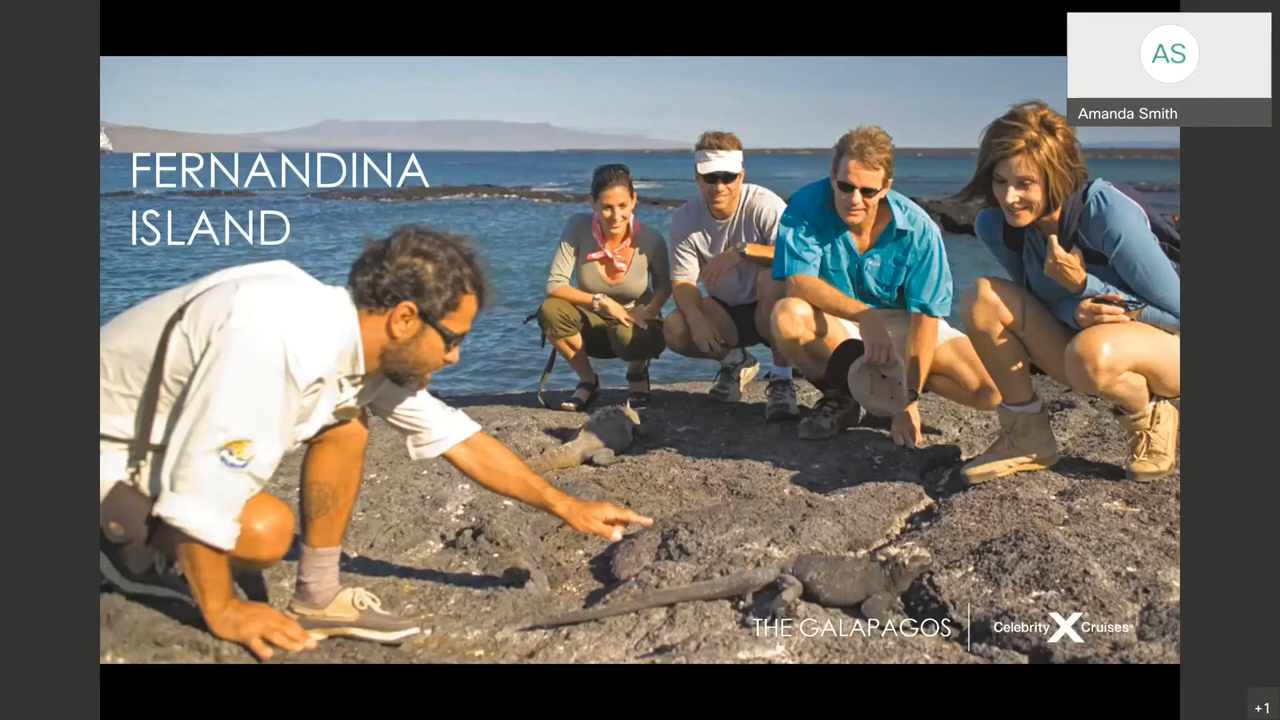 AS
Amanda Smith
FERNANDINA
ISLAND
THE GALAPAGOS
Celebrity X Cruises
+1